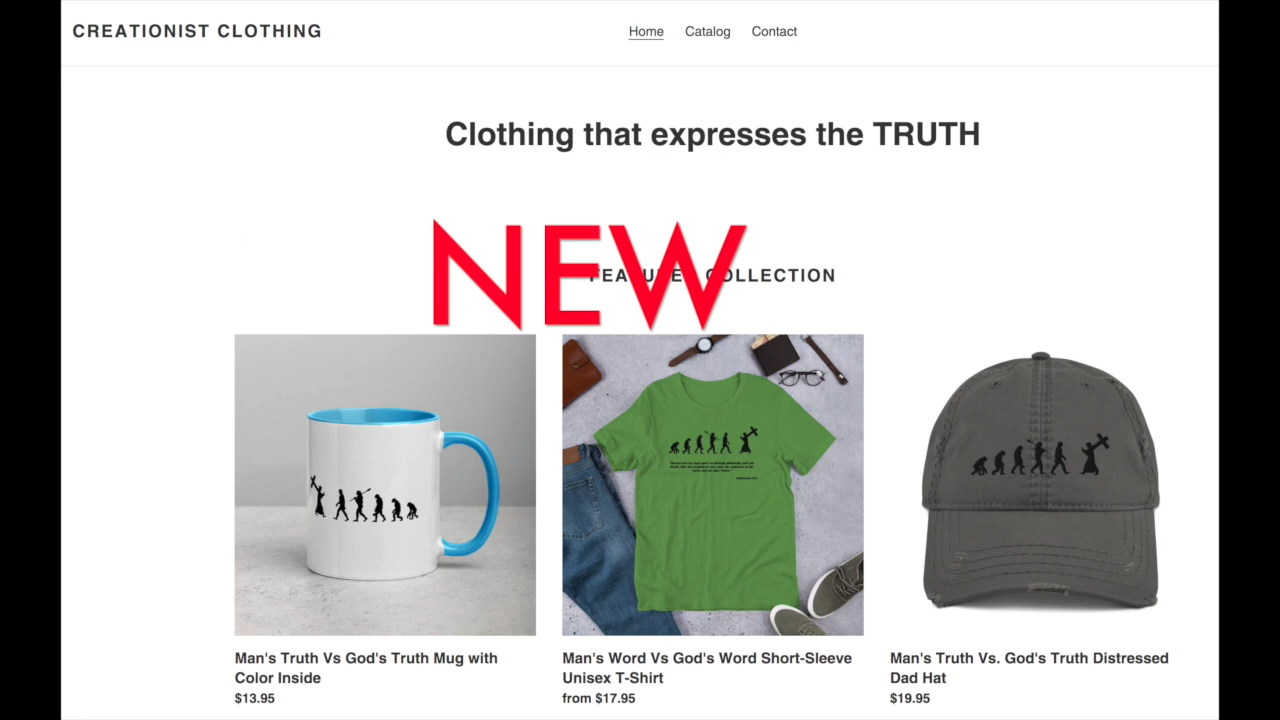 CREATIONIST CLOTHING
Home Catalog Contact
Clothing that expresses the TRUTH
NEW
FEATURED COLLECTION
Man's Truth Vs God's Truth Mug with
Color Inside
$13.95
Man's Word Vs God's Word Short-Sleeve
Unisex T-Shirt
from $17.95
Man's Truth Vs. God's Truth Distressed
Dad Hat
$19.95